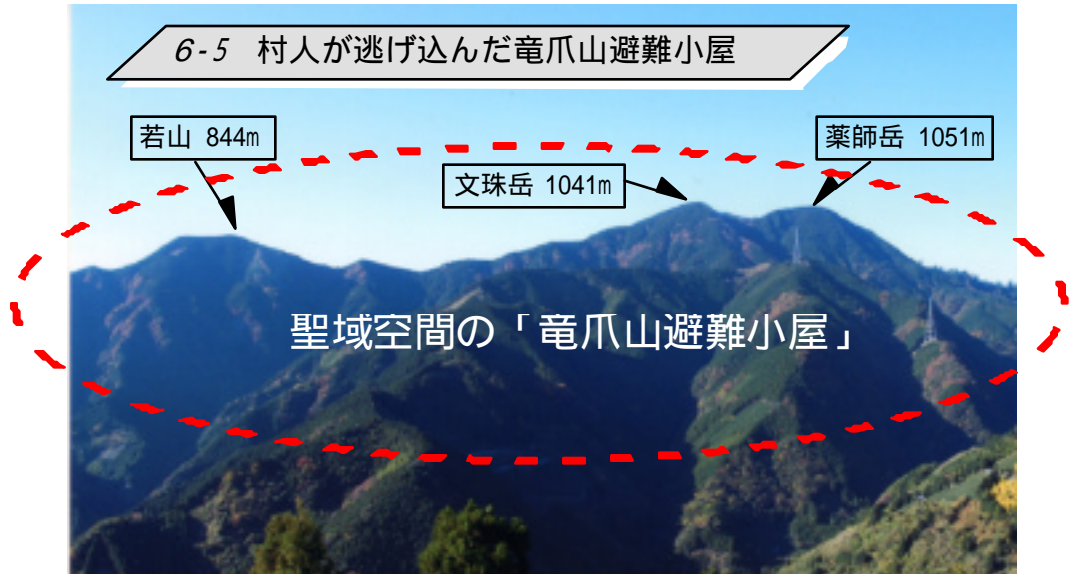 6-5 村人が逃げ込んだ竜爪山避難小屋
若山 844m
文珠岳 1041m
薬師岳 1051m
聖域空間の「竜爪山避難小屋」